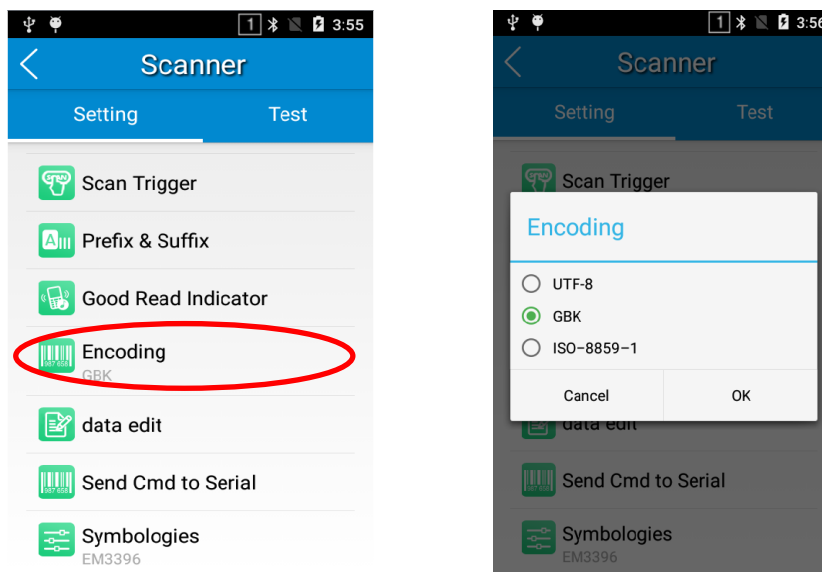 1 3:55
Scanner
Setting Test
Scan Trigger
Prefix & Suffix
Good Read Indicator
Encoding
GBK
data edit
Send Cmd to Serial
Symbologies
EM3396
1 3:56
Scanner
Setting Test
Scan Trigger
Encoding
UTF-8
GBK
ISO-8859-1
Cancel OK
data edit
Send Cmd to Serial
Symbologies
EM3396